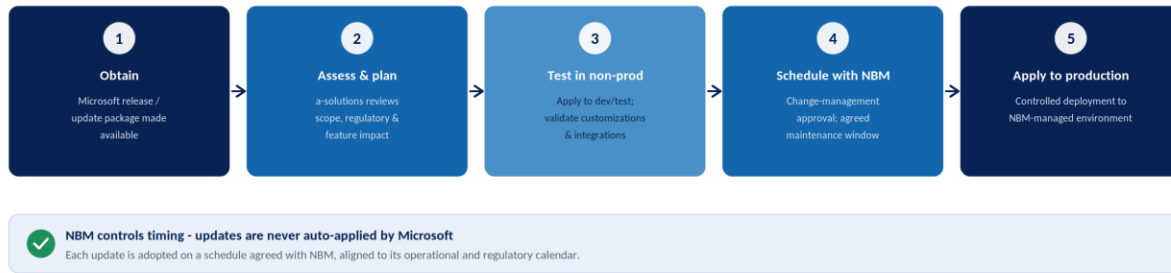 1
Obtain
Microsoft release /
update package made
available
2
Assess & plan
a-solutions reviews
scope, regulatory &
feature impact
3
Test in non-prod
Apply to dev/test;
validate customizations
& integrations
4
Schedule with NBM
Change-management
approval; agreed
maintenance window
5
Apply to production
Controlled deployment to
NBM-managed environment
NBM controls timing - updates are never auto-applied by Microsoft
Each update is adopted on a schedule agreed with NBM, aligned to its operational and regulatory calendar.